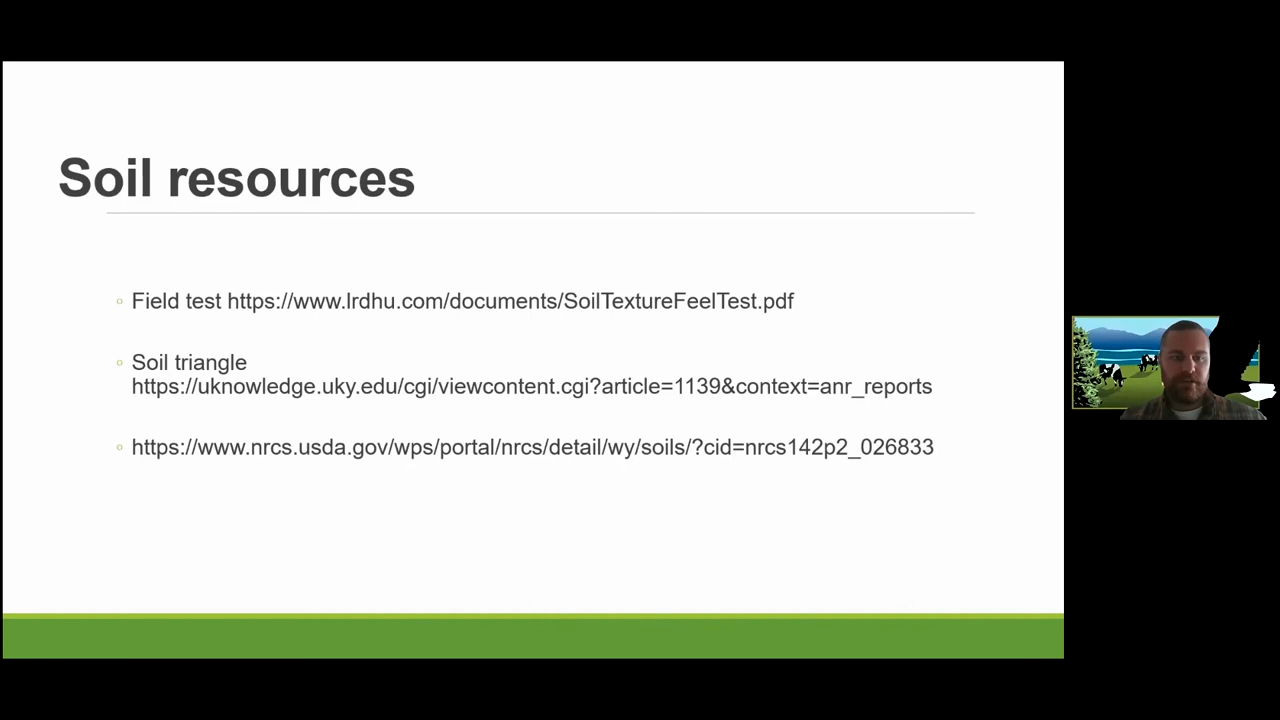 Soil resources
Field test https://www.lrdhu.com/documents/SoilTextureFeelTest.pdf
Soil triangle
https://uknowledge.uky.edu/cgi/viewcontent.cgi?article=1139&context=anr_reports
https://www.nrcs.usda.gov/wps/portal/nrcs/detail/wy/soils/?cid=nrcs142p2_026833